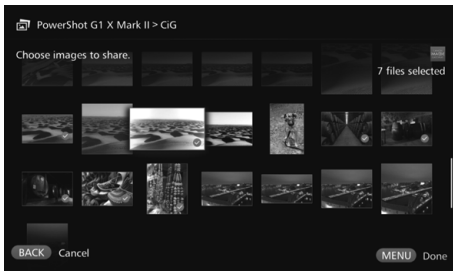 PowerShot G1 X Mark II > CiG
Choose images to share.
7 files selected
BACK Cancel
MENU Done